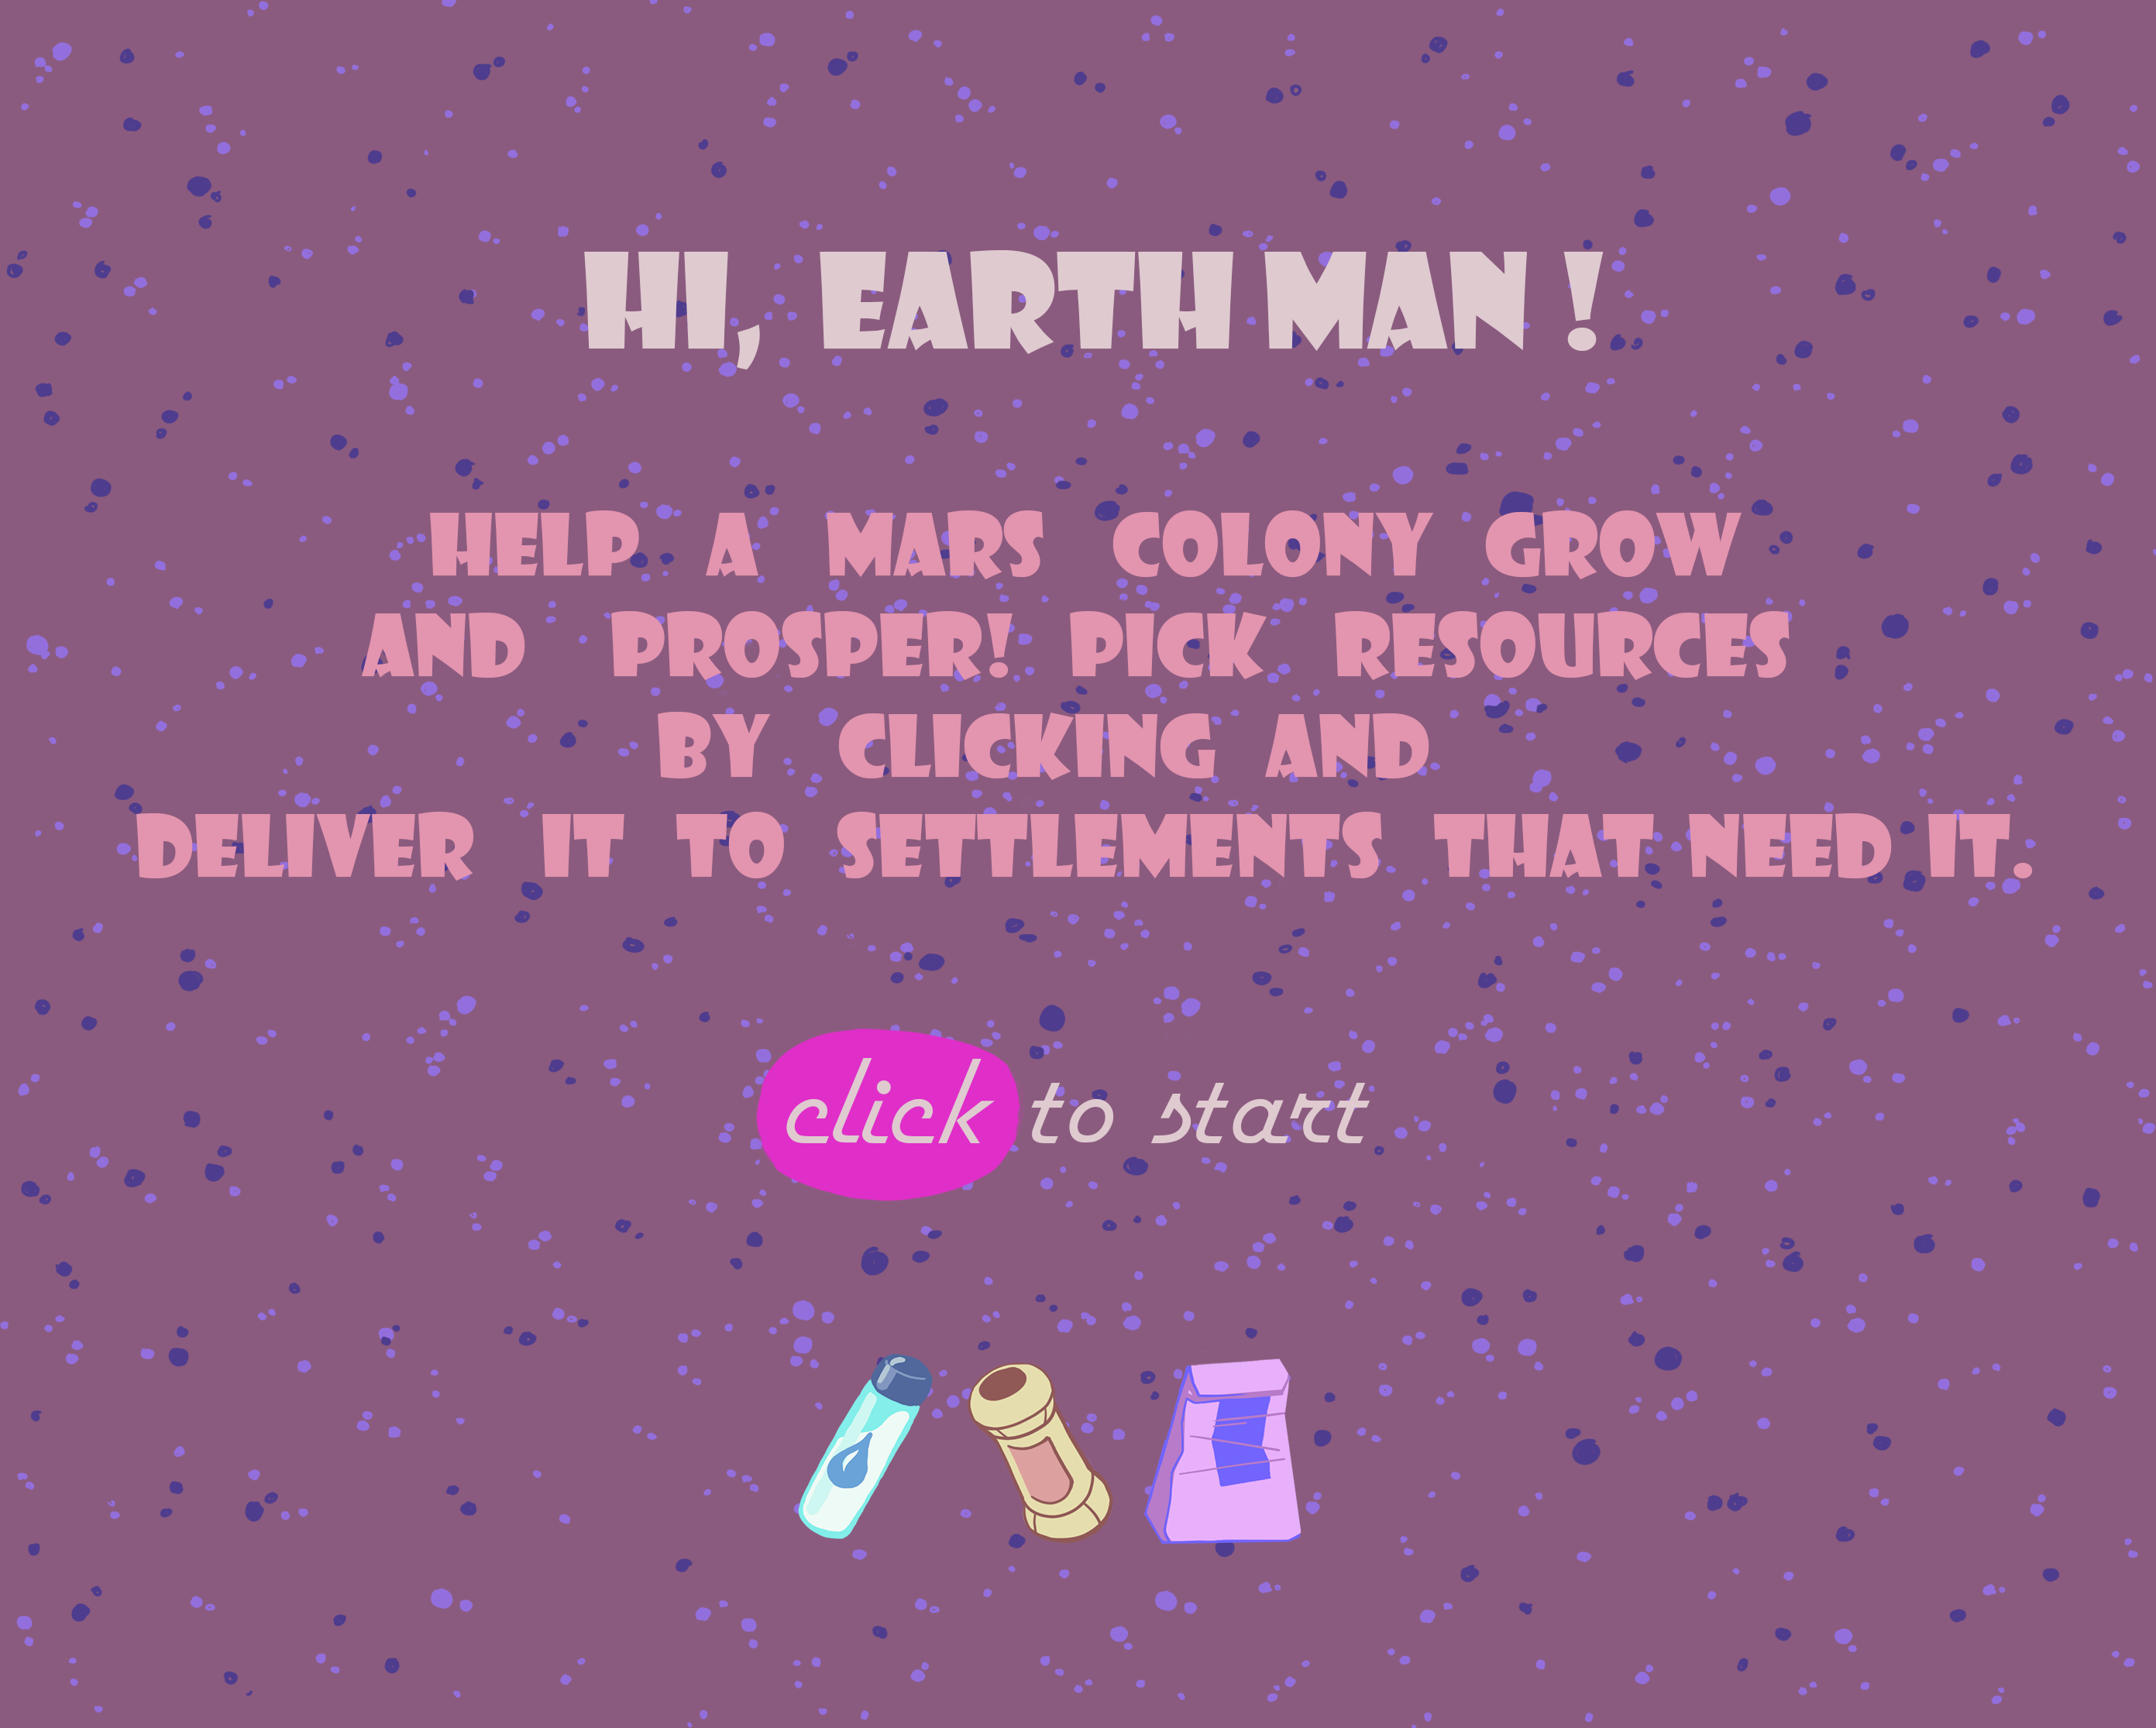 HI, EARTH MAN!
HELP A MARS COLONY GROW
AND PROSPER! PICK RESOURCES
BY CLICKING AND
DELIVER IT TO SETTLEMENTS THAT NEED IT.
click to start